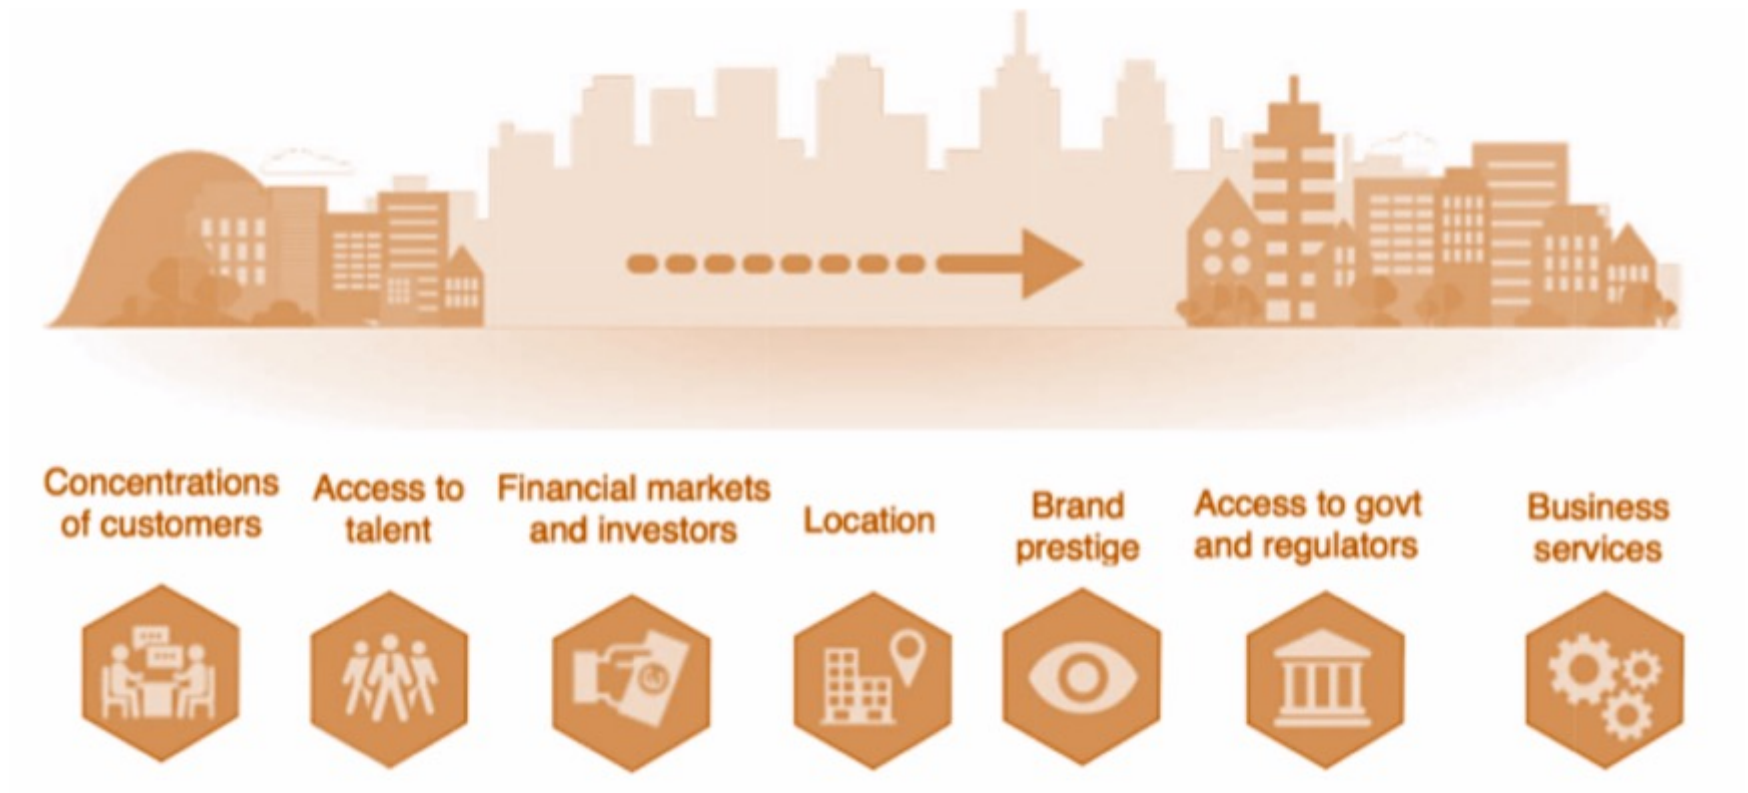 Concentrations
of customers
Access to
talent
Financial markets
and investors
Location
Brand
prestige
Access to govt
and regulators
Business
services